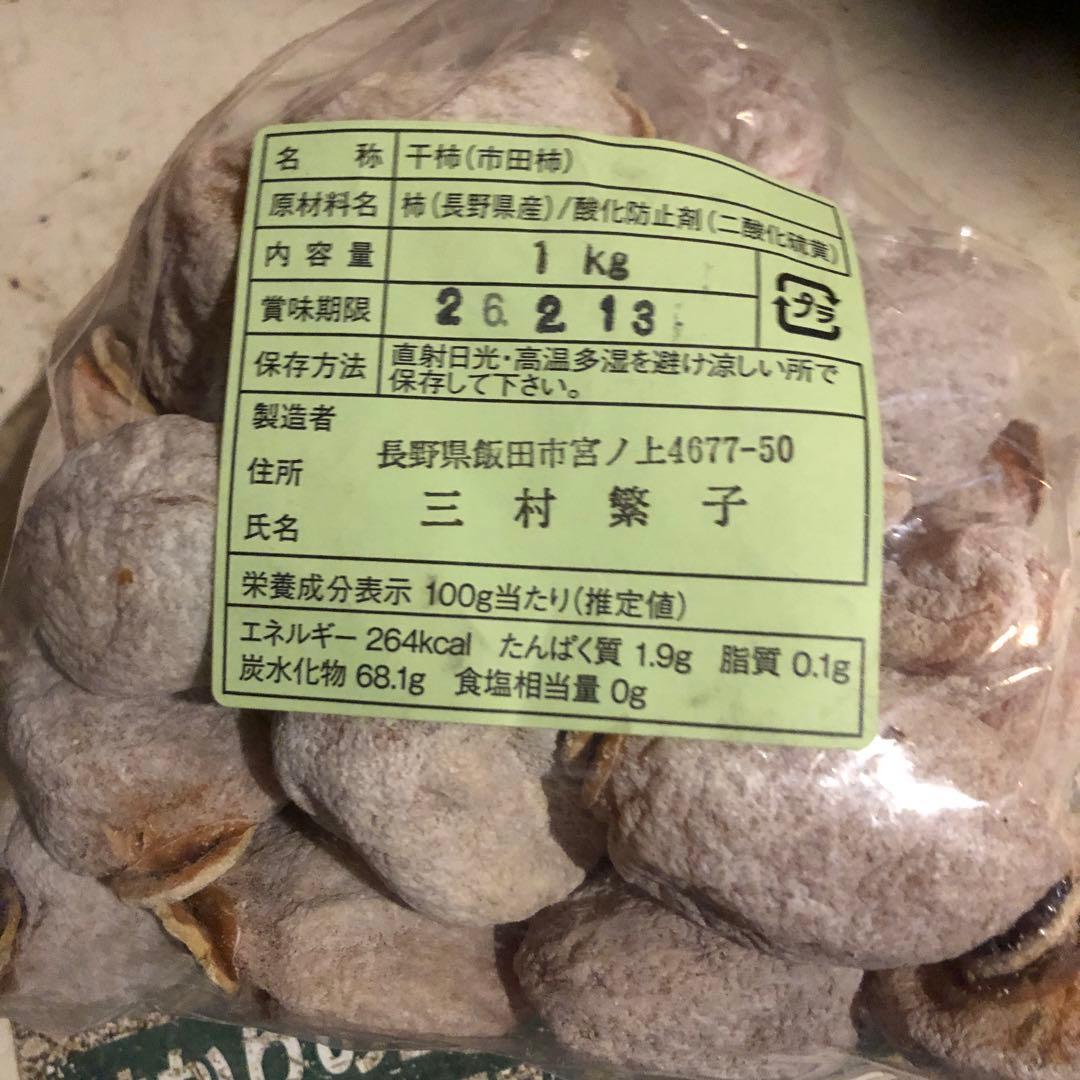 名称 干柿(市田柿)
原材料名 柿(長野県産)/酸化防止剤(二酸化硫黄)
内容量 1 kg
賞味期限 26. 2 13
プラ
保存方法 直射日光・高温多湿を避け涼しい所で
保存して下さい。
製造者
住所 長野県飯田市宮ノ上4677-50
氏名 三村繁子
栄養成分表示 100g当たり(推定値)
エネルギー 264kcal たんぱく質 1.9g 脂質 0.1g
炭水化物 68.1g 食塩相当量 0g